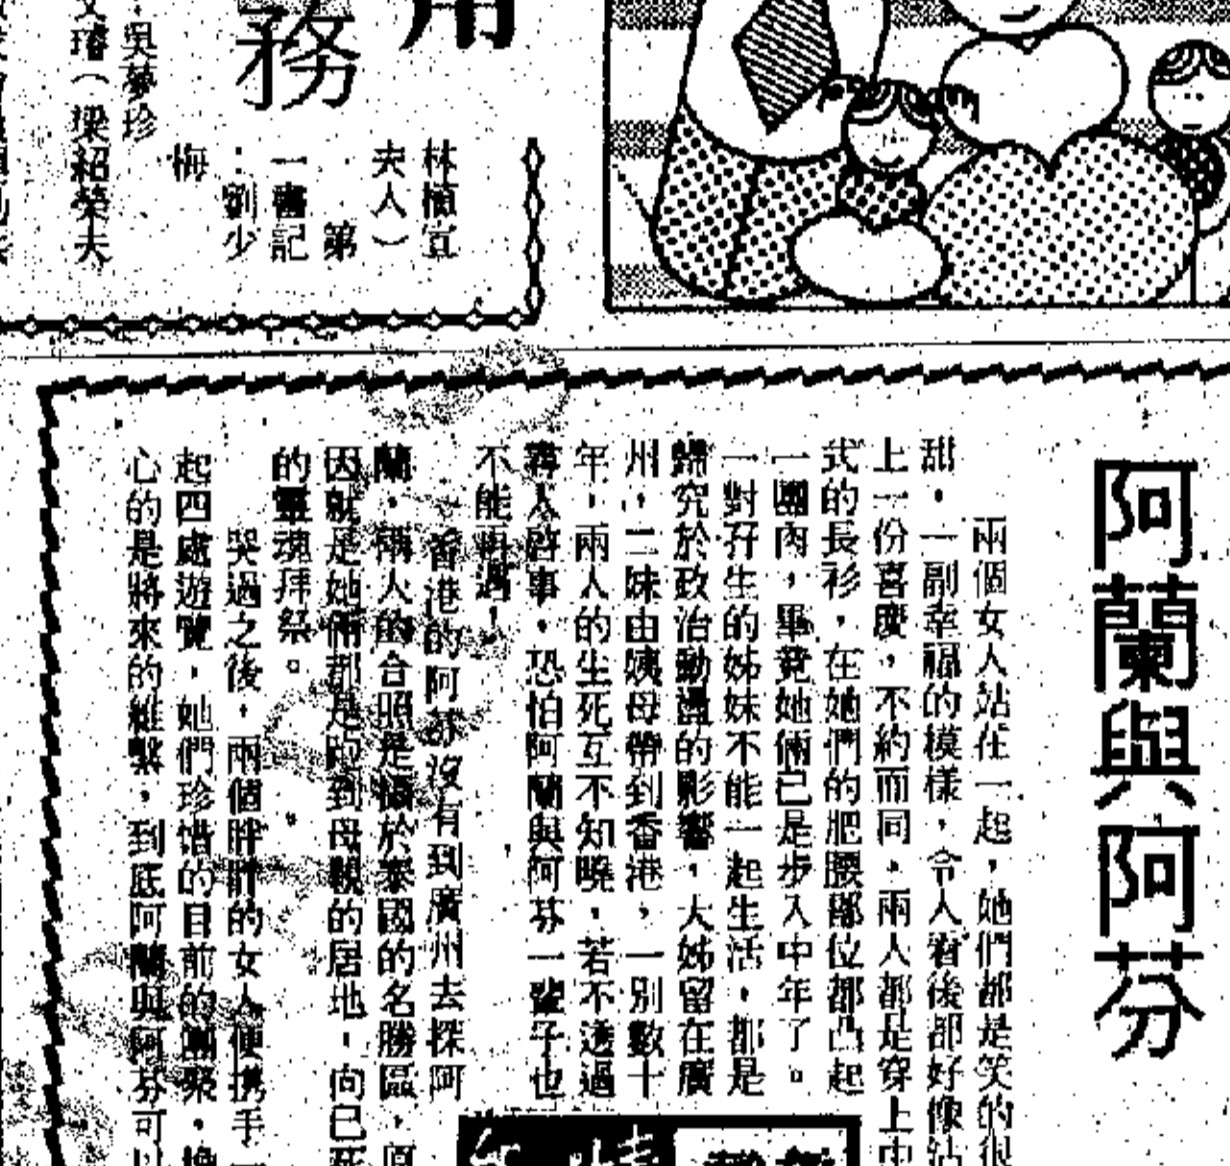 務
林慎宜
夫人）
第
一書記
：劉少
梅
吳夢珍
（梁紹榮夫
阿蘭與阿芬
兩個女人站在一起，她們都是笑的很
甜，一副幸福的模樣，令人看後都好像沾
上一份喜慶，不約而同，兩人都是穿上中
式的長衫，在她們的肥腰部位都凸起
一團肉，畢竟她倆已是步入中年了。
一對孖生的姊妹不能一起生活，都是
歸究於政治動盪的影響，大姊留在廣
州，二妹由姨母帶到香港，一別數十
年，兩人的生死互不知曉，若不透過
尋人啓事，恐怕阿蘭與阿芬一輩子也
不能再遇，
香港的阿芬沒有到廣州去探阿
蘭，兩人的合照是攝於泰國的名勝區，原
因就是她倆都是跑到母親的居地，向已死
的靈魂拜祭。
哭過之後，兩個胖胖的女人便携手一
起四處遊覽，她們珍惜的目前的團聚，擔
心的是將來的維繫，到底阿蘭與阿芬可以